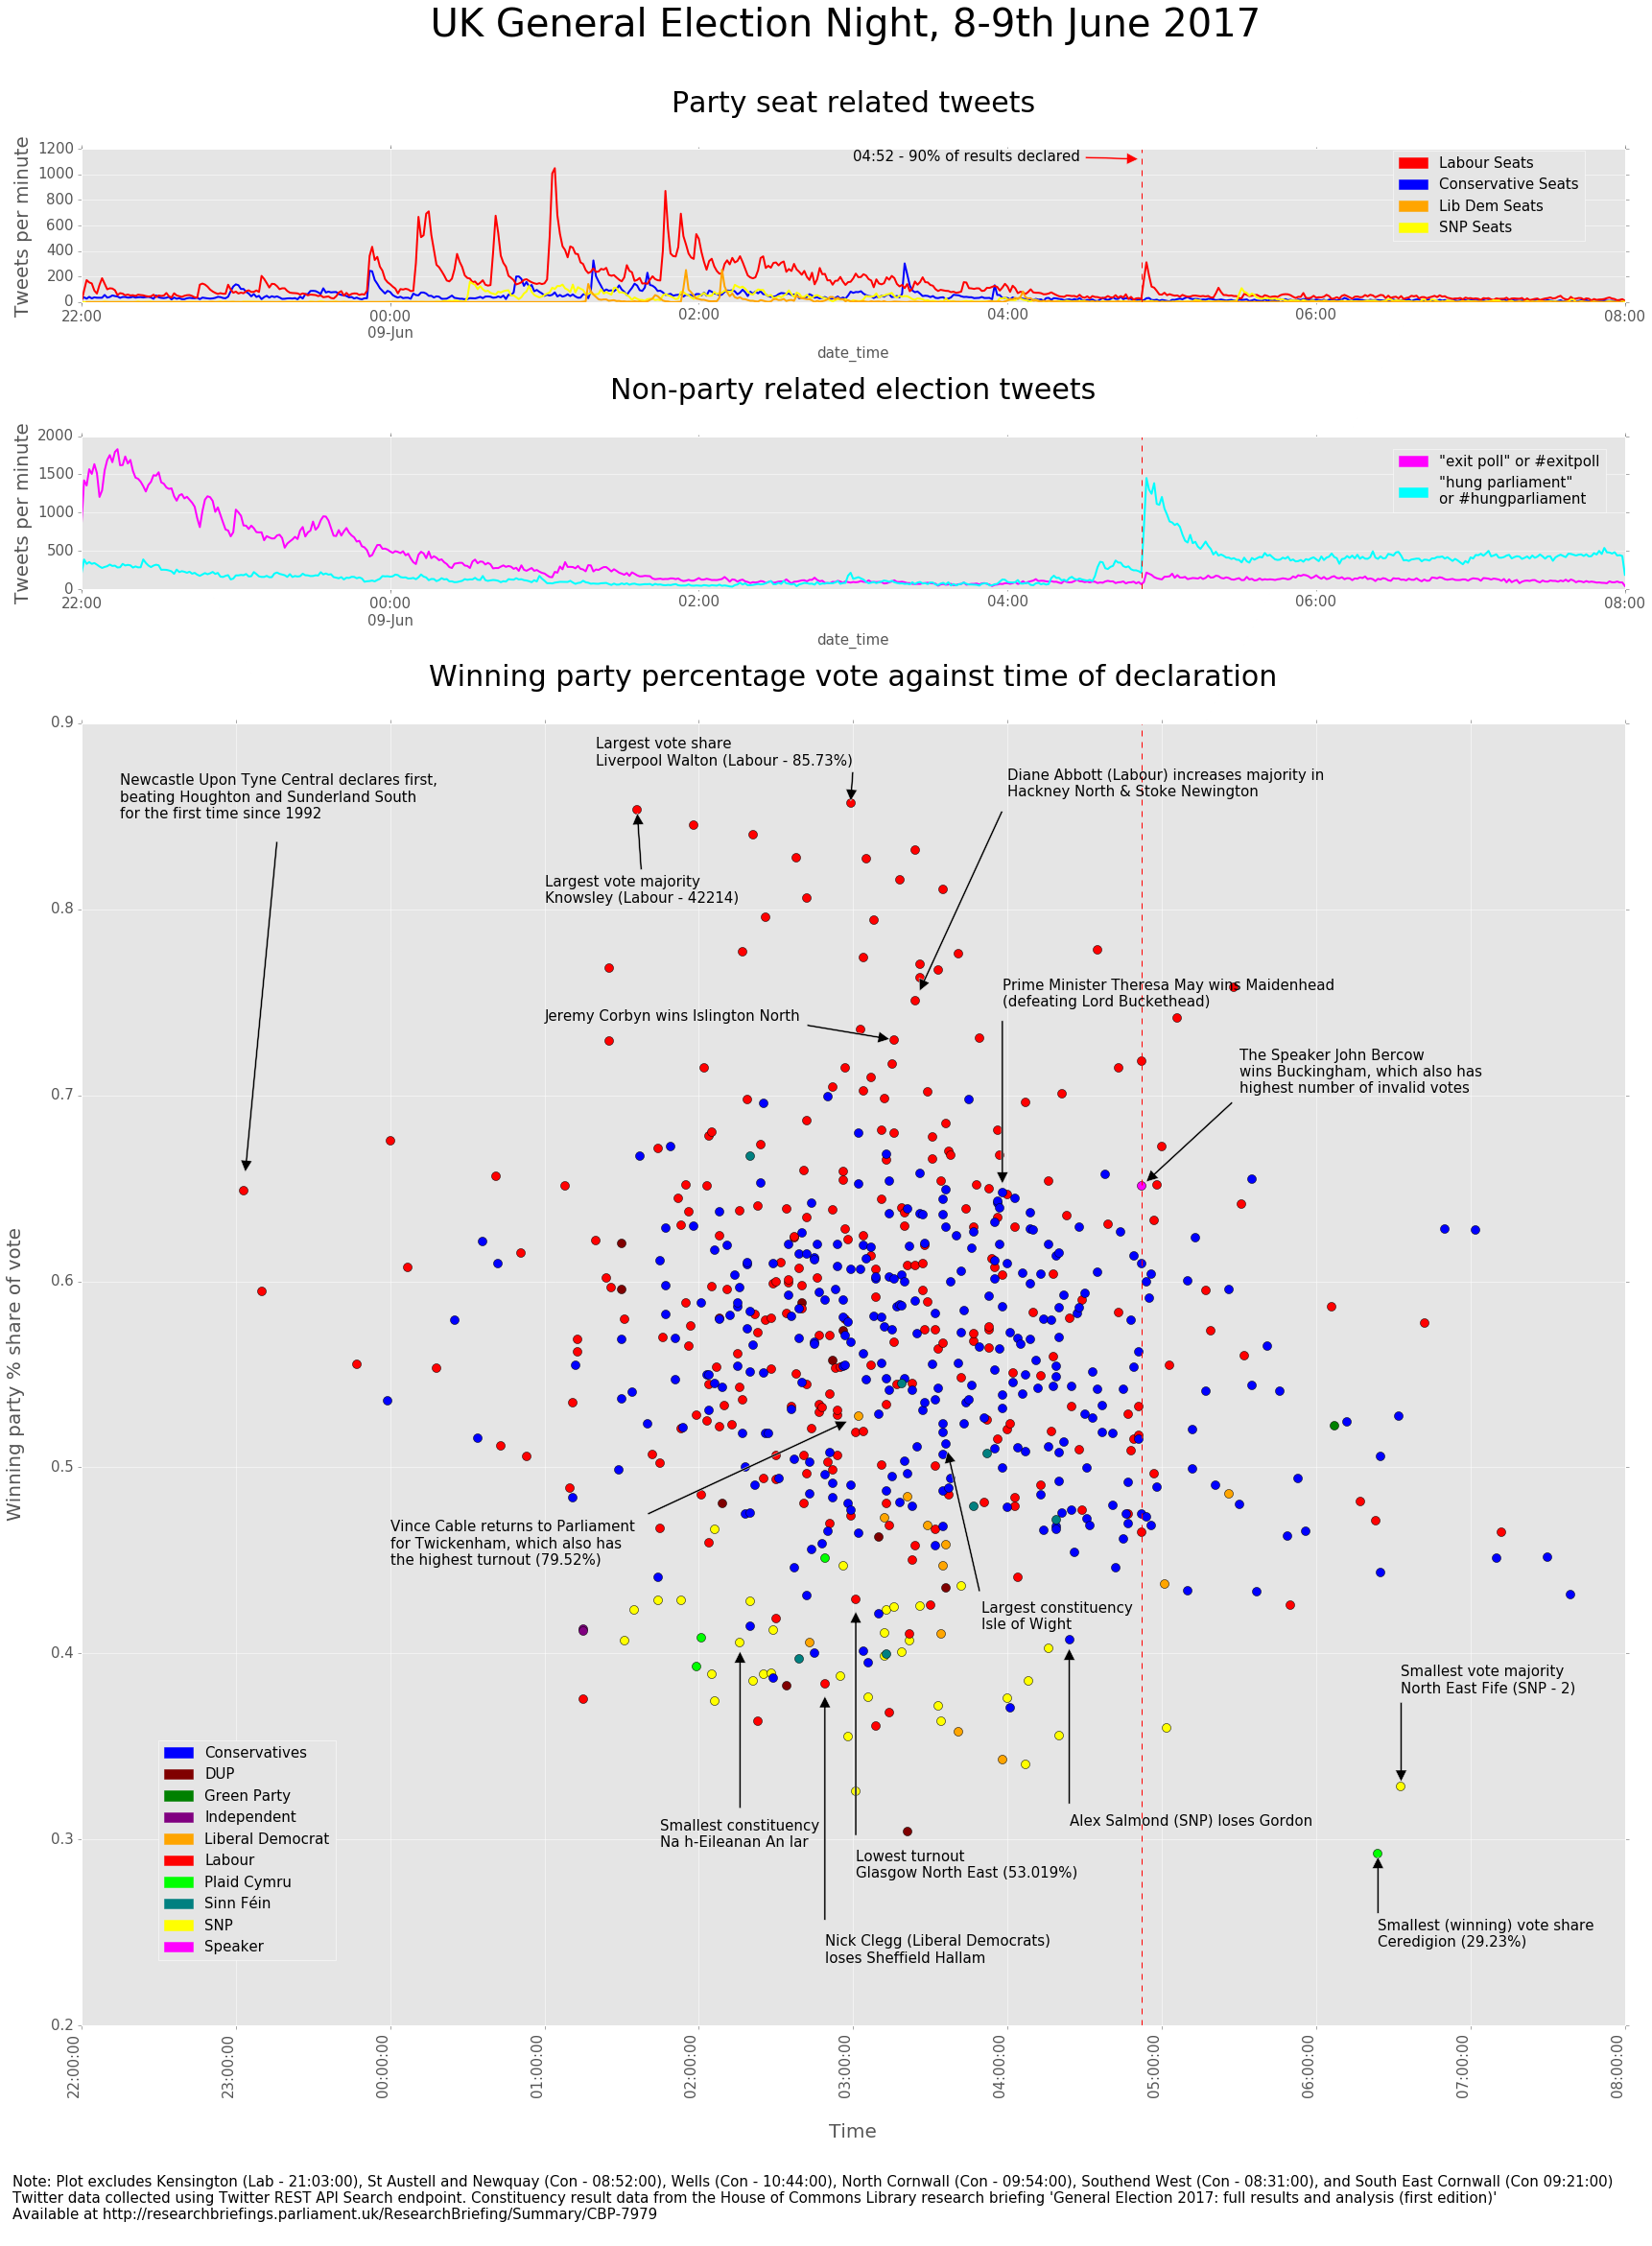 UK General Election Night, 8-9th June 2017
Party seat related tweets
Tweets per minute
1200
1000
800
600
400
200
0
04:52 - 90% of results declared
Labour Seats
Conservative Seats
Lib Dem Seats
SNP Seats
22:00
00:00
09-Jun
02:00
04:00
06:00
08:00
date_time
Non-party related election tweets
Tweets per minute
2000
1500
1000
500
0
"exit poll" or #exitpoll
"hung parliament"
or #hungparliament
22:00
00:00
09-Jun
02:00
04:00
06:00
08:00
date_time
Winning party percentage vote against time of declaration
Winning party % share of vote
0.9
0.8
0.7
0.6
0.5
0.4
0.3
0.2
Largest vote share
Liverpool Walton (Labour - 85.73%)
Newcastle Upon Tyne Central declares first,
beating Houghton and Sunderland South
for the first time since 1992
Diane Abbott (Labour) increases majority in
Hackney North & Stoke Newington
Largest vote majority
Knowsley (Labour - 42214)
Prime Minister Theresa May wins Maidenhead
(defeating Lord Buckethead)
Jeremy Corbyn wins Islington North
The Speaker John Bercow
wins Buckingham, which also has
highest number of invalid votes
Vince Cable returns to Parliament
for Twickenham, which also has
the highest turnout (79.52%)
Largest constituency
Isle of Wight
Smallest vote majority
North East Fife (SNP - 2)
Smallest constituency
Na h-Eileanan An Iar
Alex Salmond (SNP) loses Gordon
Lowest turnout
Glasgow North East (53.019%)
Nick Clegg (Liberal Democrats)
loses Sheffield Hallam
Smallest (winning) vote share
Ceredigion (29.23%)
Conservatives
DUP
Green Party
Independent
Liberal Democrat
Labour
Plaid Cymru
Sinn Féin
SNP
Speaker
22:00:00
23:00:00
00:00:00
01:00:00
02:00:00
03:00:00
04:00:00
05:00:00
06:00:00
07:00:00
08:00:00
Time
Note: Plot excludes Kensington (Lab - 21:03:00), St Austell and Newquay (Con - 08:52:00), Wells (Con - 10:44:00), North Cornwall (Con - 09:54:00), Southend West (Con - 08:31:00), and South East Cornwall (Con 09:21:00)
Twitter data collected using Twitter REST API Search endpoint. Constituency result data from the House of Commons Library research briefing 'General Election 2017: full results and analysis (first edition)'
Available at http://researchbriefings.parliament.uk/ResearchBriefing/Summary/CBP-7979